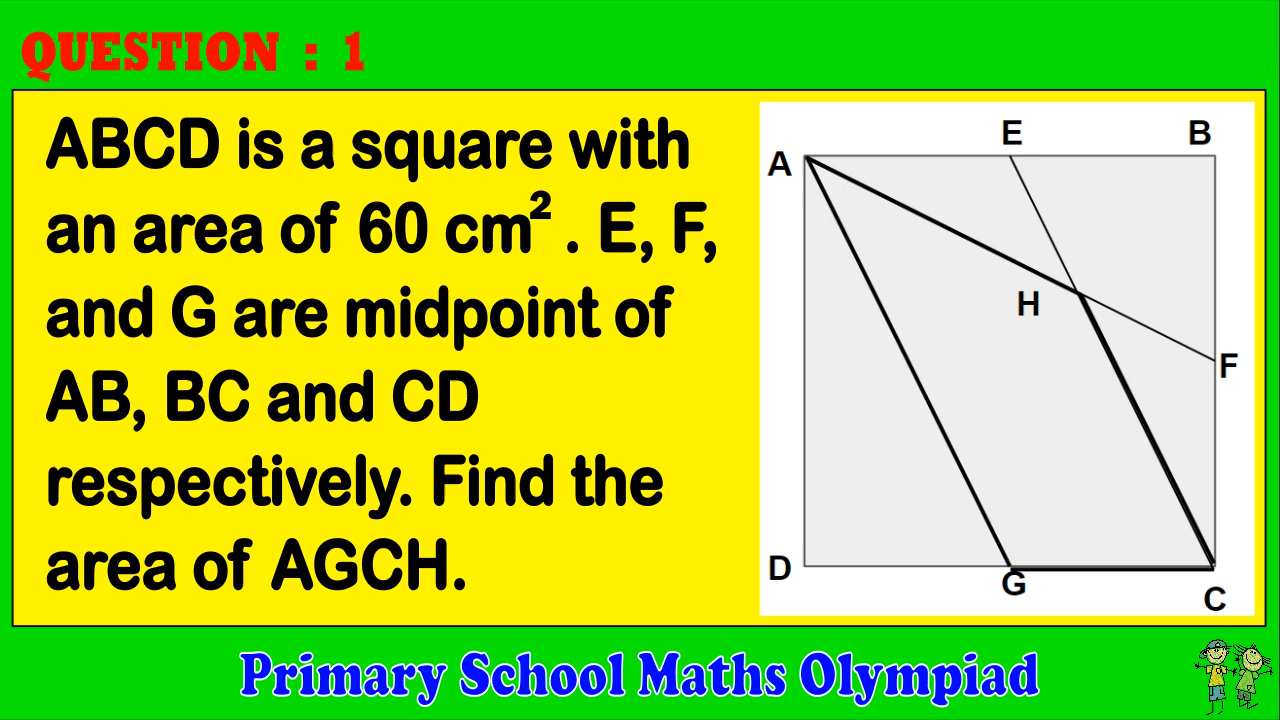 QUESTION : 1
ABCD is a square with
an area of 60 cm² . E, F,
and G are midpoint of
AB, BC and CD
respectively. Find the
area of AGCH.
E B
A
H
F
D
G
C
Primary School Maths Olympiad